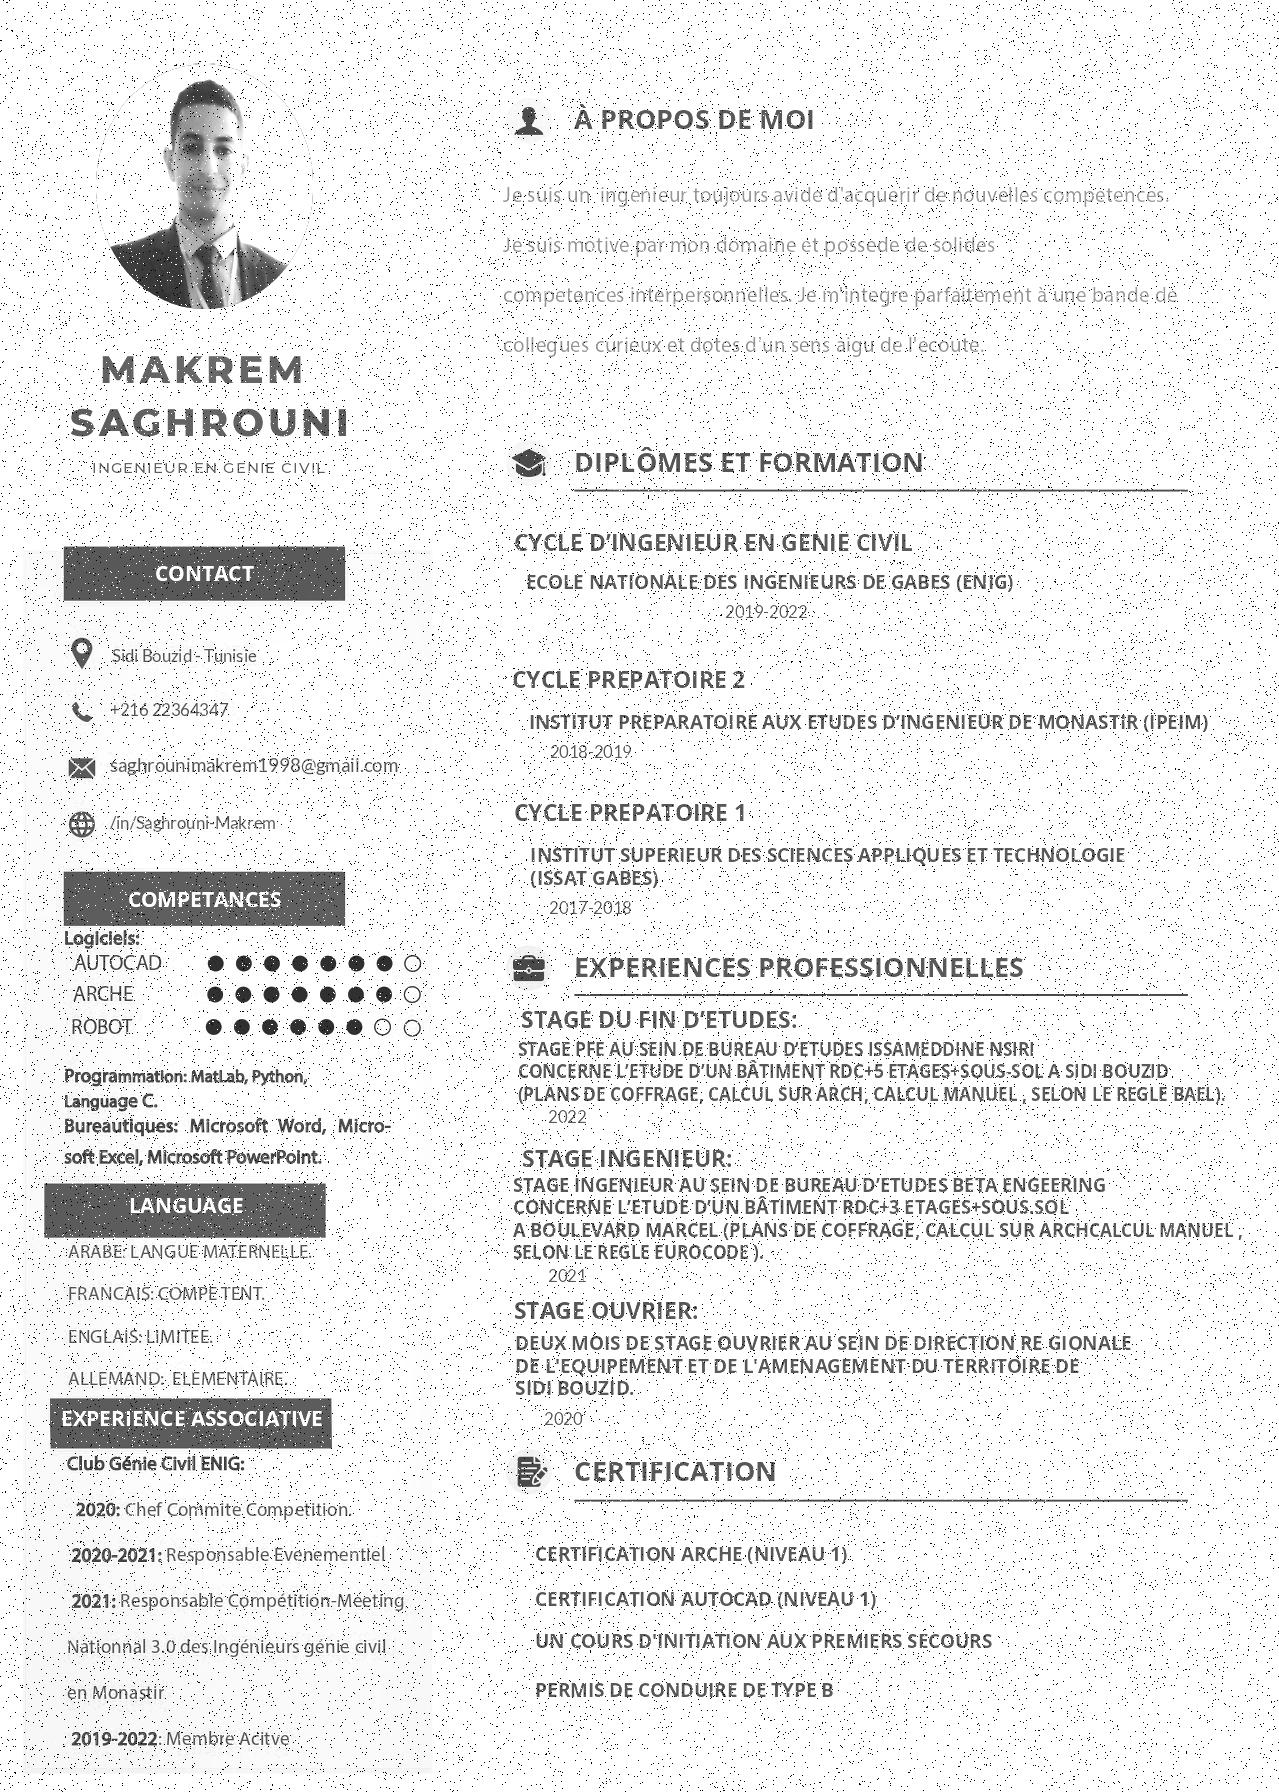 MAKREM
SAGHROUNI
INGENIEUR EN GENIE CIVIL
CONTACT
Sidi Bouzid - Tunisie
+216 22364347
saghrounimakrem1998@gmail.com
/in/Saghrouni-Makrem
COMPETANCES
Logiciels:
AUTOCAD
ARCHE
ROBOT
Programmation: MatLab, Python,
Language C.
Bureautiques: Microsoft Word, Micro-
soft Excel, Microsoft PowerPoint.
LANGUAGE
ARABE: LANGUE MATERNELLE.
FRANCAIS: COMPETENT.
ENGLAIS: LIMITEE.
ALLEMAND: ELEMENTAIRE.
EXPERIENCE ASSOCIATIVE
Club Génie Civil ENIG:
2020: Chef Commite Competition.
2020-2021: Responsable Evenementiel
2021: Responsable Compétition-Meeting
Nationnal 3.0 des Ingénieurs génie civil
en Monastir
2019-2022: Membre Acitve
À PROPOS DE MOI
Je suis un ingenieur toujours avide d'acquerir de nouvelles competences.
Je suis motive par mon domaine et possede de solides
competences interpersonnelles. Je m'integre parfaitement à une bande de
collegues curieux et dotes d'un sens aigu de l'ecoute.
DIPLÔMES ET FORMATION
CYCLE D'INGENIEUR EN GENIE CIVIL
ECOLE NATIONALE DES INGENIEURS DE GABES (ENIG)
2019-2022
CYCLE PREPATOIRE 2
INSTITUT PREPARATOIRE AUX ETUDES D'INGENIEUR DE MONASTIR (IPEIM)
2018-2019
CYCLE PREPATOIRE 1
INSTITUT SUPERIEUR DES SCIENCES APPLIQUES ET TECHNOLOGIE
(ISSAT GABES)
2017-2018
EXPERIENCES PROFESSIONNELLES
STAGE DU FIN D'ETUDES:
STAGE PFE AU SEIN DE BUREAU D'ETUDES ISSAMEDDINE NSIRI
CONCERNE L'ETUDE D'UN BÂTIMENT RDC+5 ETAGES+SOUS-SOL A SIDI BOUZID
(PLANS DE COFFRAGE, CALCUL SUR ARCH, CALCUL MANUEL , SELON LE REGLE BAEL).
2022
STAGE INGENIEUR:
STAGE INGENIEUR AU SEIN DE BUREAU D'ETUDES BETA ENGEERING
CONCERNE L'ETUDE D'UN BÂTIMENT RDC+3 ETAGES+SOUS.SOL
A BOULEVARD MARCEL (PLANS DE COFFRAGE, CALCUL SUR ARCHCALCUL MANUEL ,
SELON LE REGLE EUROCODE ).
2021
STAGE OUVRIER:
DEUX MOIS DE STAGE OUVRIER AU SEIN DE DIRECTION RE GIONALE
DE L'EQUIPEMENT ET DE L'AMENAGEMENT DU TERRITOIRE DE
SIDI BOUZID.
2020
CERTIFICATION
CERTIFICATION ARCHE (NIVEAU 1)
CERTIFICATION AUTOCAD (NIVEAU 1)
UN COURS D'INITIATION AUX PREMIERS SECOURS
PERMIS DE CONDUIRE DE TYPE B